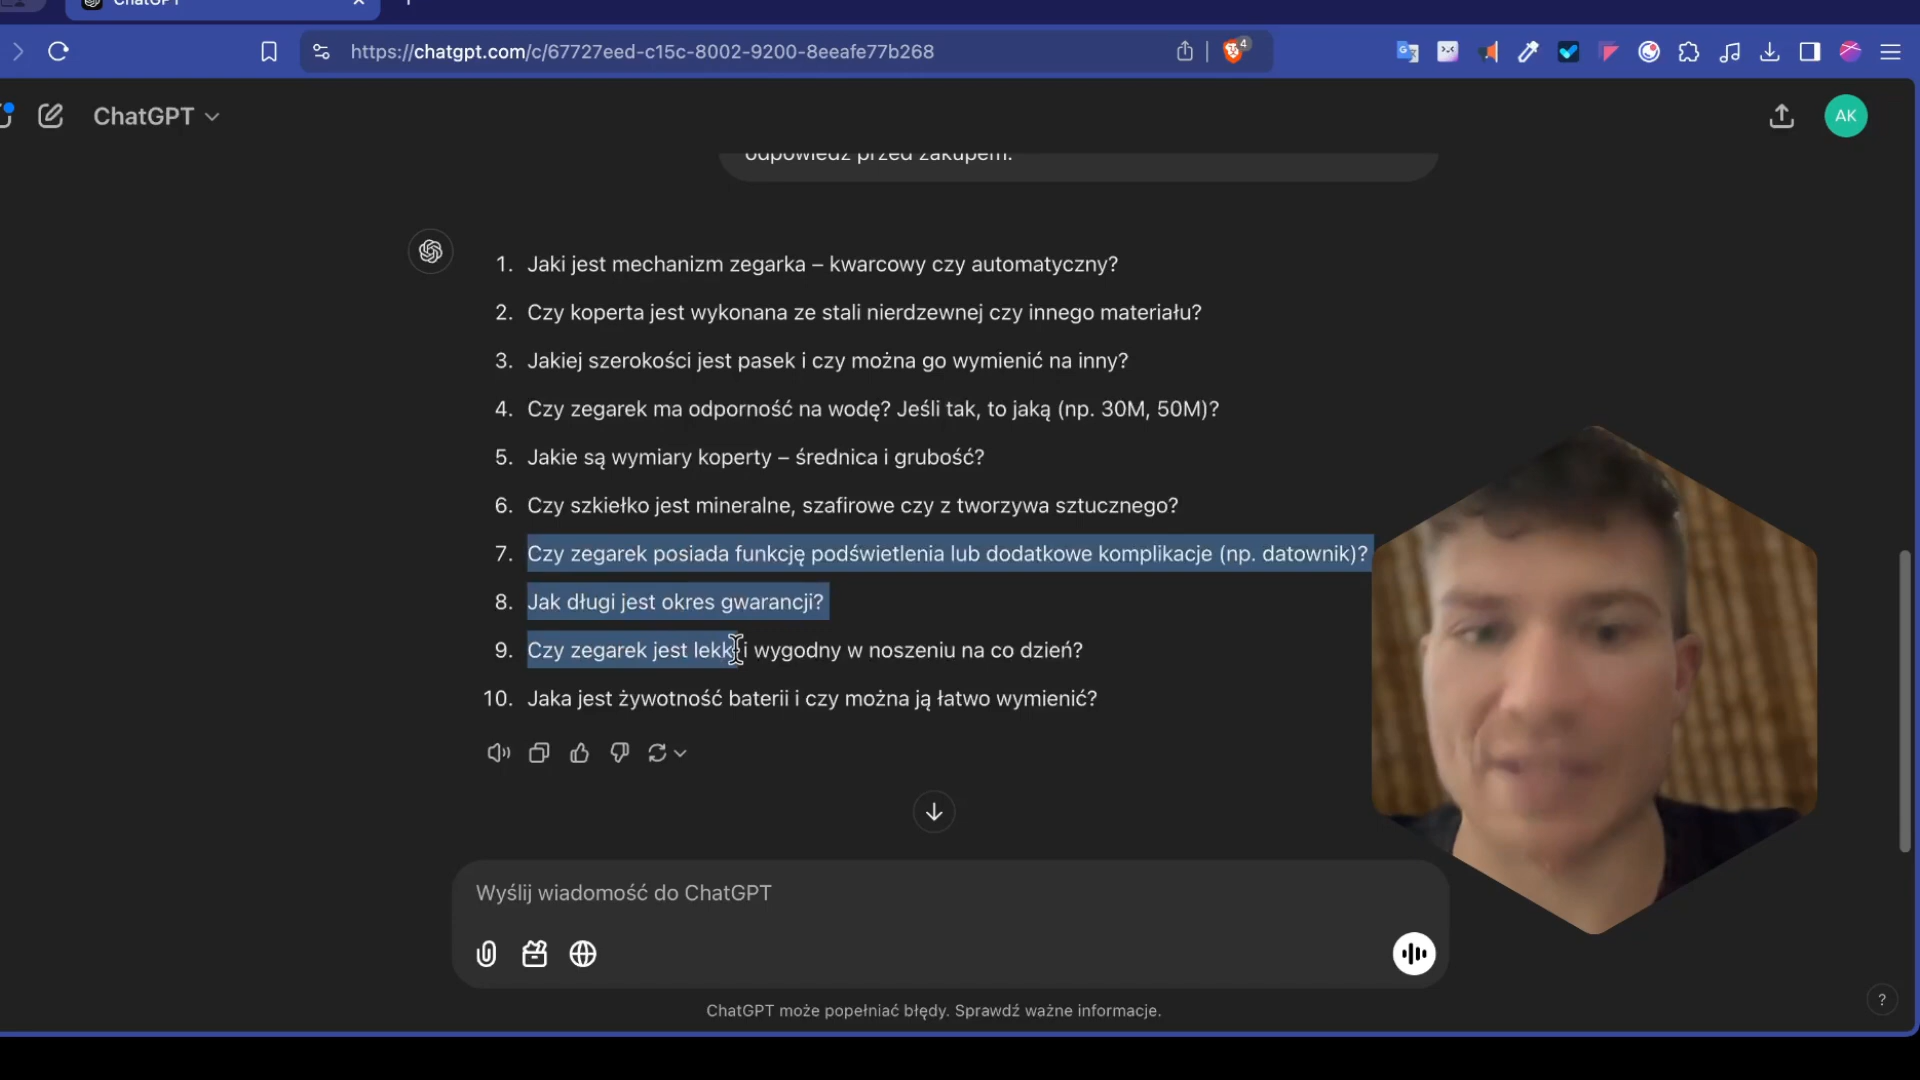 ChatGPT
https://chatgpt.com/c/67727eed-c15c-8002-9200-8eeafe77b268
4
ChatGPT
AK
odpowiedź przed zakupem.
1. Jaki jest mechanizm zegarka – kwarcowy czy automatyczny?
2. Czy koperta jest wykonana ze stali nierdzewnej czy innego materiału?
3. Jakiej szerokości jest pasek i czy można go wymienić na inny?
4. Czy zegarek ma odporność na wodę? Jeśli tak, to jaką (np. 30M, 50M)?
5. Jakie są wymiary koperty – średnica i grubość?
6. Czy szkiełko jest mineralne, szafirowe czy z tworzywa sztucznego?
7. Czy zegarek posiada funkcję podświetlenia lub dodatkowe komplikacje (np. datownik)?
8. Jak długi jest okres gwarancji?
9. Czy zegarek jest lekki i wygodny w noszeniu na co dzień?
10. Jaka jest żywotność baterii i czy można ją łatwo wymienić?
Wyślij wiadomość do ChatGPT
ChatGPT może popełniać błędy. Sprawdź ważne informacje.
?